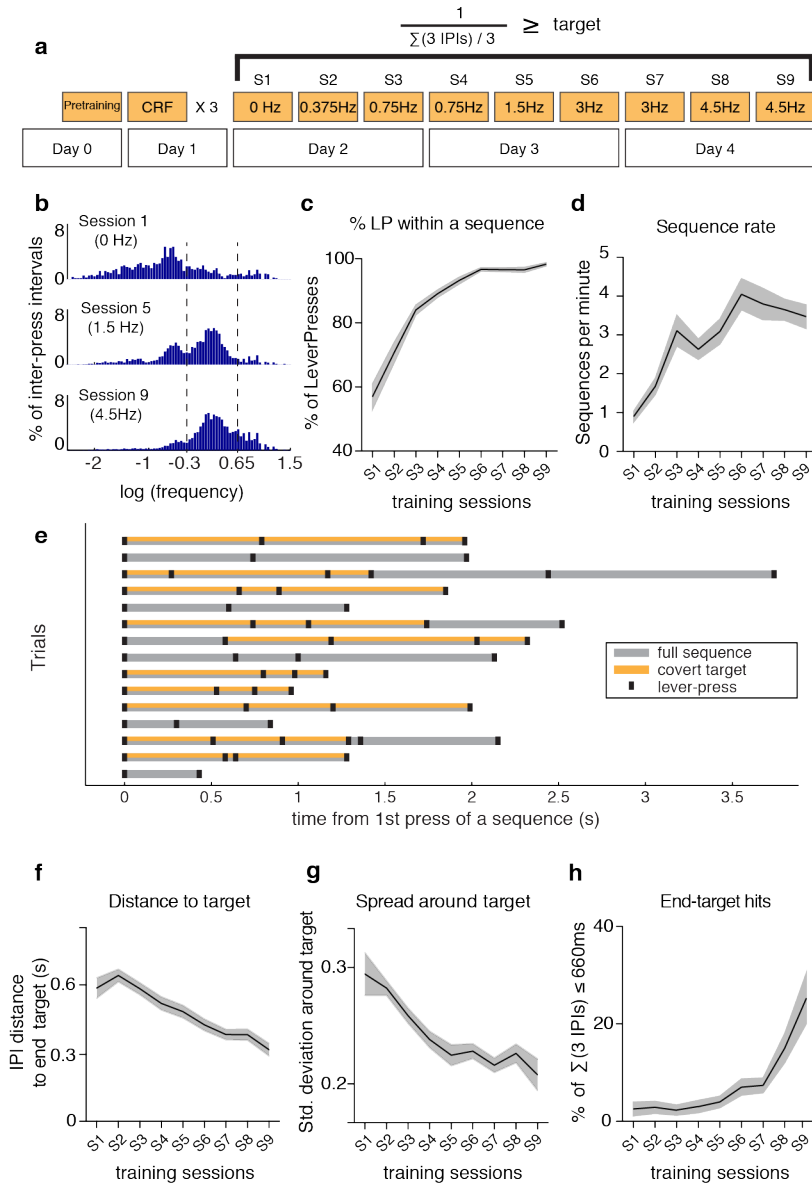 a
1
∑(3 IPIs) / 3
≥ target
S1 S2 S3 S4 S5 S6 S7 S8 S9
Pretraining CRF X 3 0 Hz 0.375Hz 0.75Hz 0.75Hz 1.5Hz 3Hz 3Hz 4.5Hz 4.5Hz
Day 0 Day 1 Day 2 Day 3 Day 4
b
% of inter-press intervals
Session 1
(0 Hz)
8
0
Session 5
(1.5 Hz)
8
0
Session 9
(4.5Hz)
8
0
-2 -1 -0.3 0.65 1.5
log (frequency)
c
% LP within a sequence
% of LeverPresses
100
80
60
40
S1 S2 S3 S4 S5 S6 S7 S8 S9
training sessions
d
Sequence rate
Sequences per minute
5
4
3
2
1
0
S1 S2 S3 S4 S5 S6 S7 S8 S9
training sessions
e
Trials
full sequence
covert target
lever-press
0 0.5 1 1.5 2 2.5 3 3.5
time from 1st press of a sequence (s)
f
Distance to target
IPI distance
to end target (s)
0.6
0.3
0
S1 S2 S3 S4 S5 S6 S7 S8 S9
training sessions
g
Spread around target
Std. deviation around target
0.3
0.2
S1 S2 S3 S4 S5 S6 S7 S8 S9
training sessions
h
End-target hits
% of ∑(3 IPIs) ≤ 660ms
40
20
0
S1 S2 S3 S4 S5 S6 S7 S8 S9
training sessions